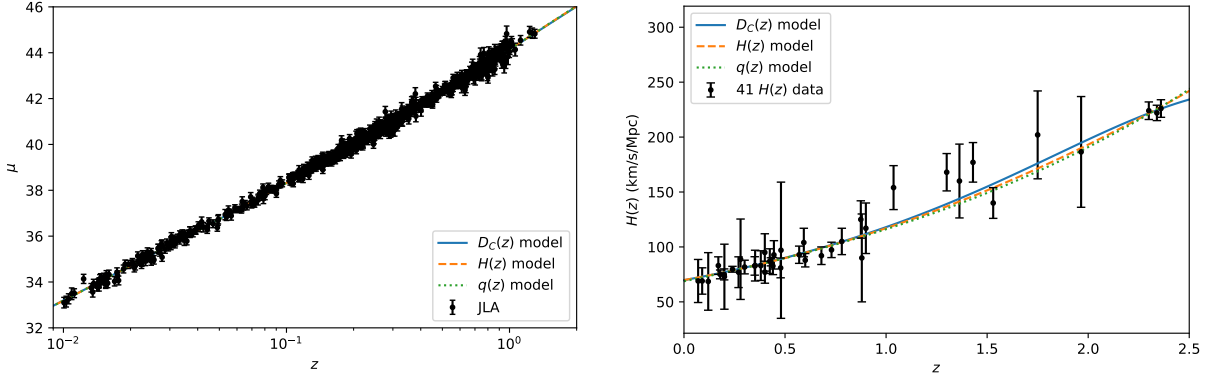 46
44
42
40
38
36
34
32
μ
10⁻²
10⁻¹
10⁰
z
D_C(z) model
H(z) model
q(z) model
JLA
300
250
200
150
100
50
H(z) (km/s/Mpc)
0.0
0.5
1.0
1.5
2.0
2.5
z
D_C(z) model
H(z) model
q(z) model
41 H(z) data